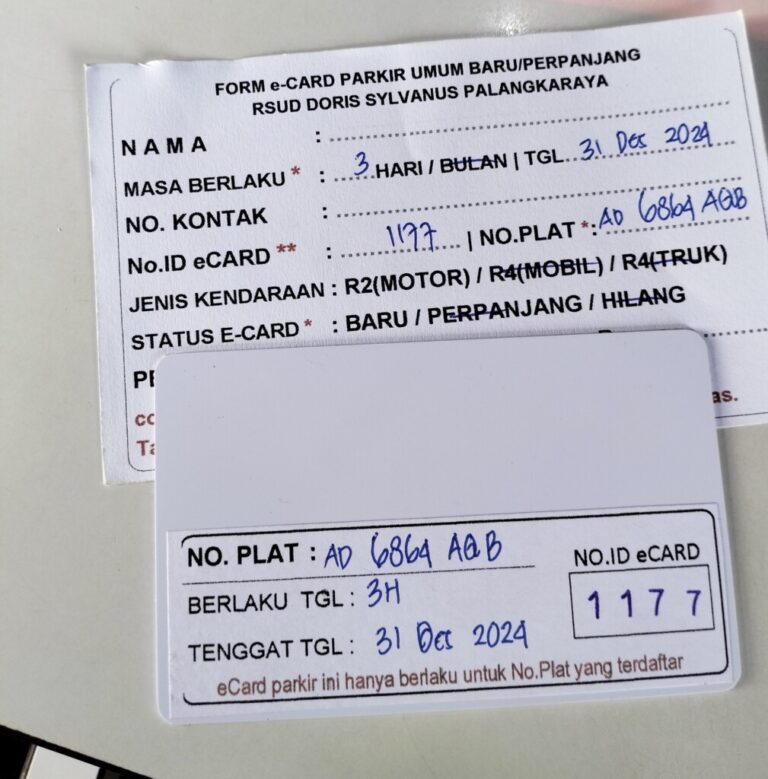 FORM e-CARD PARKIR UMUM BARU/PERPANJANG
RSUD DORIS SYLVANUS PALANGKARAYA
NAMA :
MASA BERLAKU * : 3 HARI / BULAN | TGL 31 Des 2024
NO. KONTAK :
No.ID eCARD ** : 1177 | NO.PLAT *: AD 6864 AQB
JENIS KENDARAAN : R2(MOTOR) / R4(MOBIL) / R4(TRUK)
STATUS E-CARD * : BARU / PERPANJANG / HILANG
NO. PLAT : AD 6864 AQB
NO.ID eCARD
BERLAKU TGL : 3H
1177
TENGGAT TGL : 31 Des 2024
eCard parkir ini hanya berlaku untuk No.Plat yang terdaftar